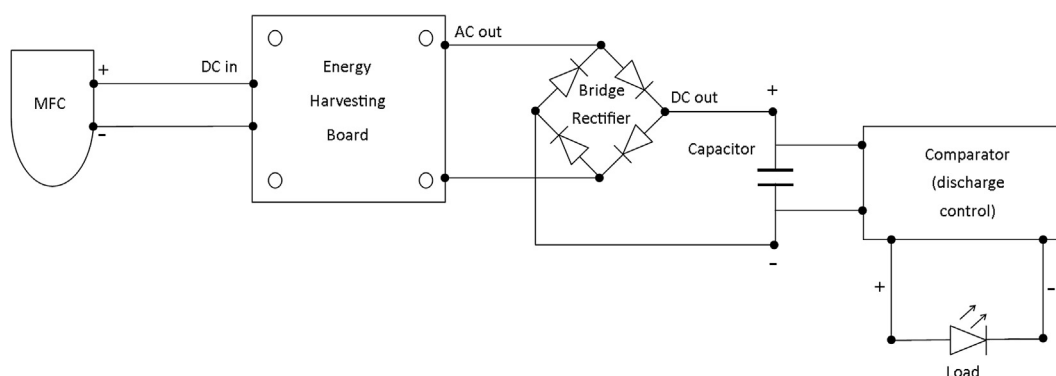 MFC
+
-
DC in
Energy
Harvesting
Board
AC out
Bridge
Rectifier
DC out
+
Capacitor
-
Comparator
(discharge
control)
+
-
Load